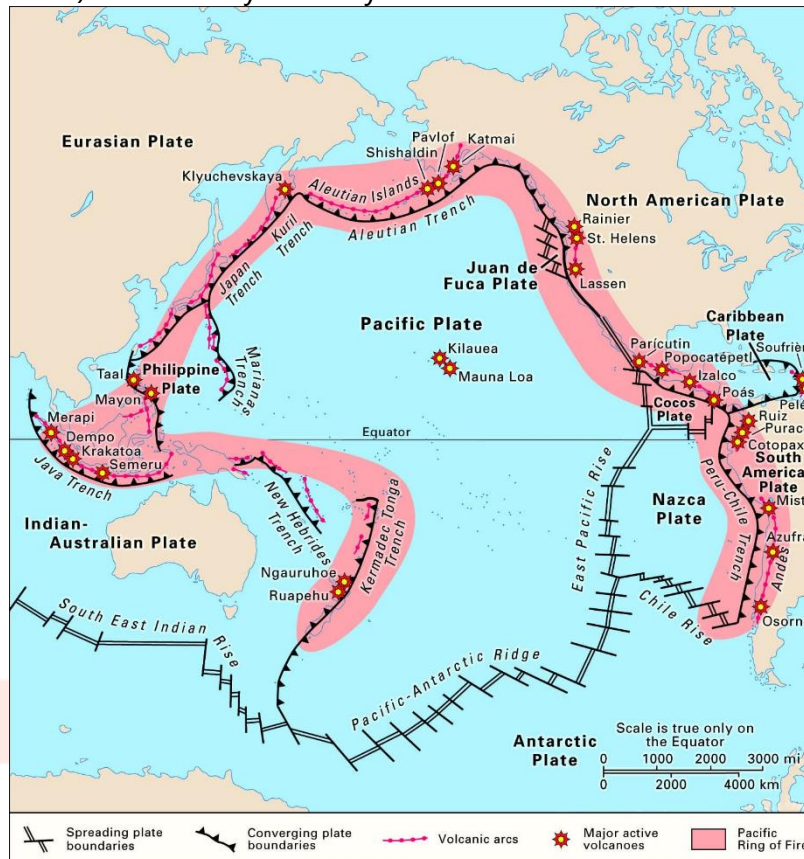 Eurasian Plate
Klyuchevskaya
Shishaldin
Pavlof
Katmai
Aleutian Islands
Aleutian Trench
Kuril
Trench
Japan
Trench
North American Plate
Rainier
St. Helens
Juan de
Fuca Plate
Lassen
Pacific Plate
Kilauea
Mauna Loa
Marianas
Trench
Taal
Philippine
Plate
Mayon
Merapi
Dempo
Krakatoa
Semeru
Java Trench
Equator
Caribbean
Plate
Parícutin
Popocatépetl
Izalco
Poás
Cocos
Plate
Ruiz
South
Plate
Nazca
Plate
Peru-Chile Trench
Andes
Osorn
Chile Rise
East Pacific Rise
Indian-
Australian Plate
New Hebrides
Trench
Kermadec Tonga
Trench
Ngauruhoe
Ruapehu
South East Indian Rise
Pacific-Antarctic Ridge
Antarctic
Plate
Scale is true only on
the Equator
0 1000 2000 3000 mi
0 2000 4000 km
Spreading plate
boundaries
Converging plate
boundaries
Volcanic arcs
Major active
volcanoes
Pacific
Ring of Fire